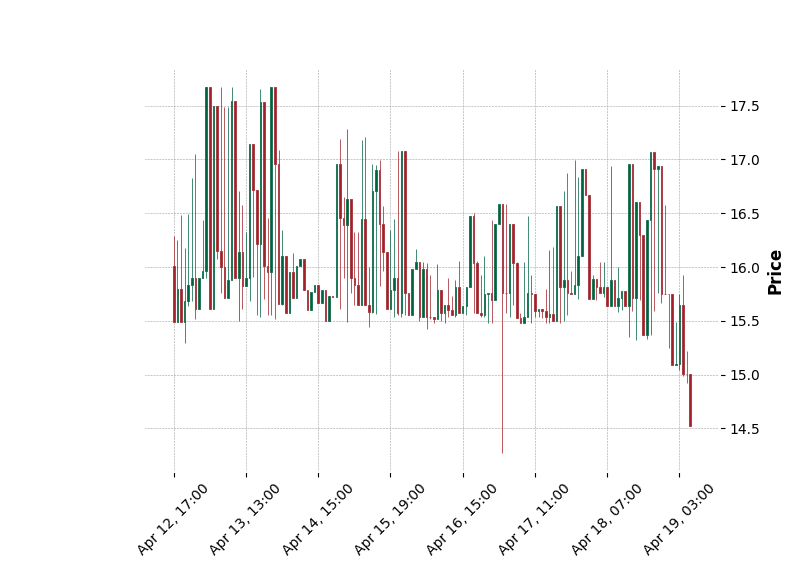 17.5
17.0
16.5
16.0
15.5
15.0
14.5
Price
Apr 12, 17:00
Apr 13, 13:00
Apr 14, 15:00
Apr 15, 19:00
Apr 16, 15:00
Apr 17, 11:00
Apr 18, 07:00
Apr 19, 03:00